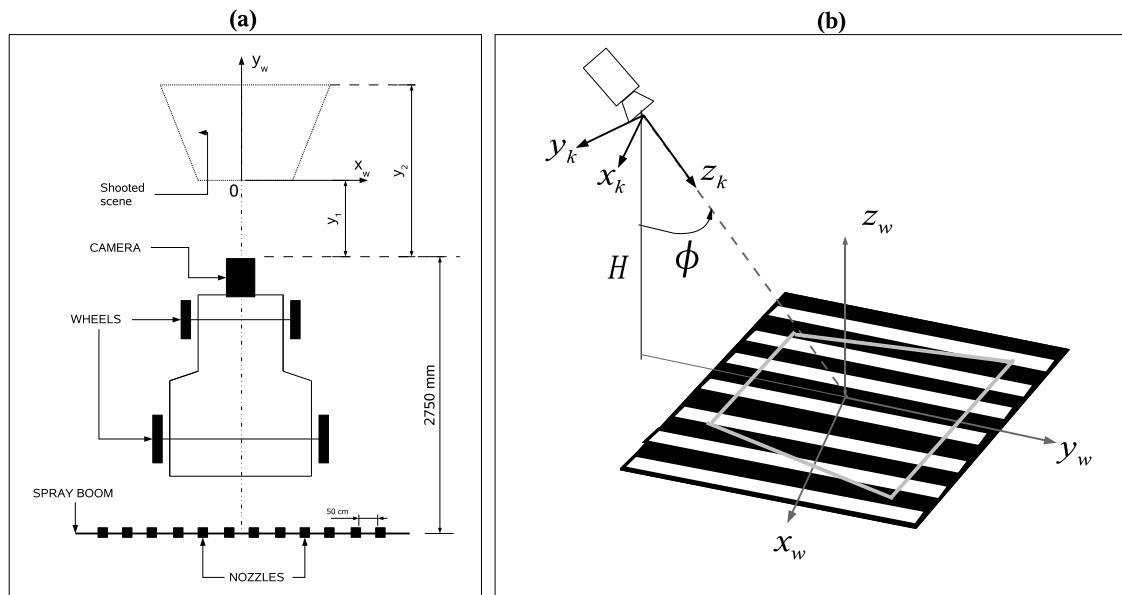 (a)
y_w
x_w
0
Shooted
scene
y_1
y_2
CAMERA
WHEELS
2750 mm
SPRAY BOOM
50 cm
NOZZLES
(b)
y_k
x_k
z_k
H
ϕ
z_w
y_w
x_w